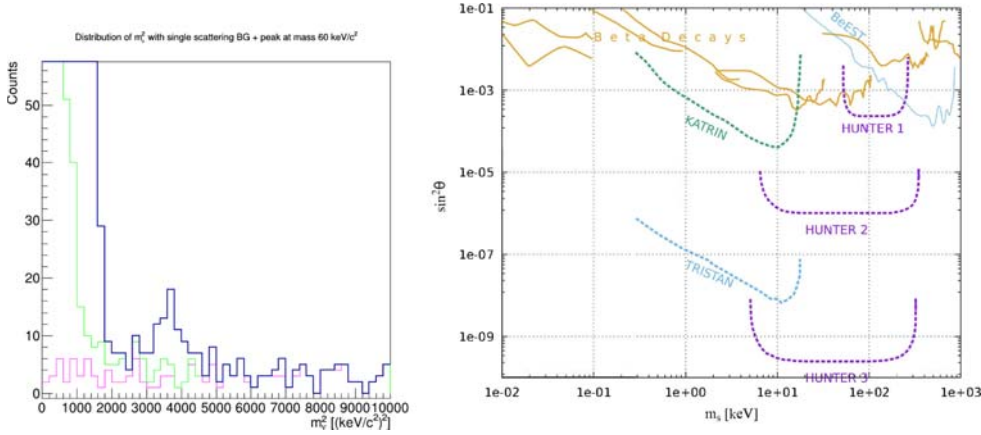 Distribution of m²ᵥ with single scattering BG + peak at mass 60 keV/c²
Counts
50
40
30
20
10
0
0 1000 2000 3000 4000 5000 6000 7000 8000 9000 10000
m²ᵥ [(keV/c²)²]
1e-01
1e-03
1e-05
1e-07
1e-09
sin²θ
Beta Decays
BeEST
KATRIN
HUNTER 1
HUNTER 2
TRISTAN
HUNTER 3
1e-02 1e-01 1e+00 1e+01 1e+02 1e+03
mₛ [keV]